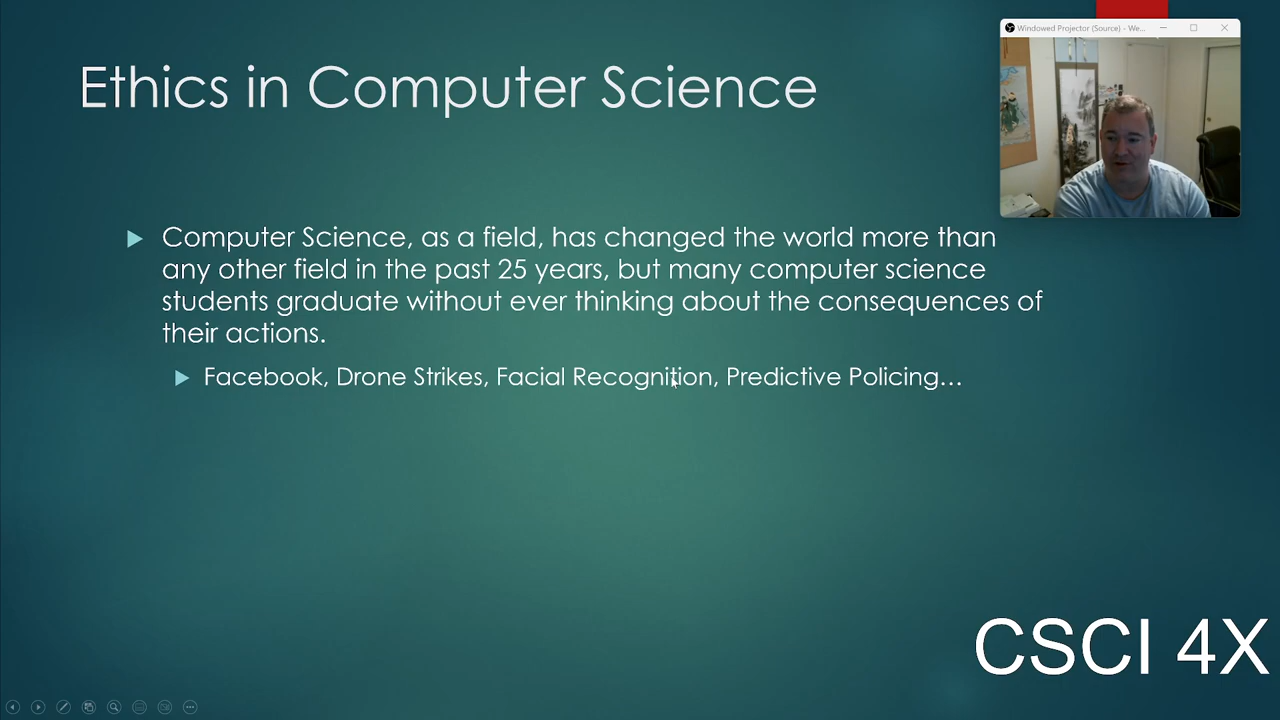 Windowed Projector (Source) - We...
Ethics in Computer Science
Computer Science, as a field, has changed the world more than
any other field in the past 25 years, but many computer science
students graduate without ever thinking about the consequences of
their actions.
Facebook, Drone Strikes, Facial Recognition, Predictive Policing...
CSCI 4X